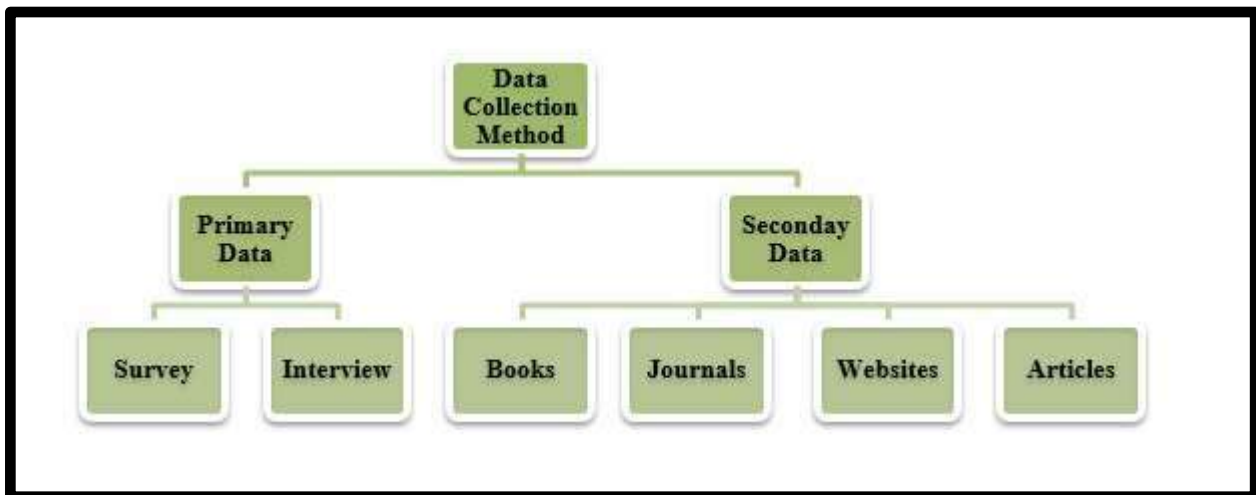 Data
Collection
Method
Primary
Data
Seconday
Data
Survey
Interview
Books
Journals
Websites
Articles